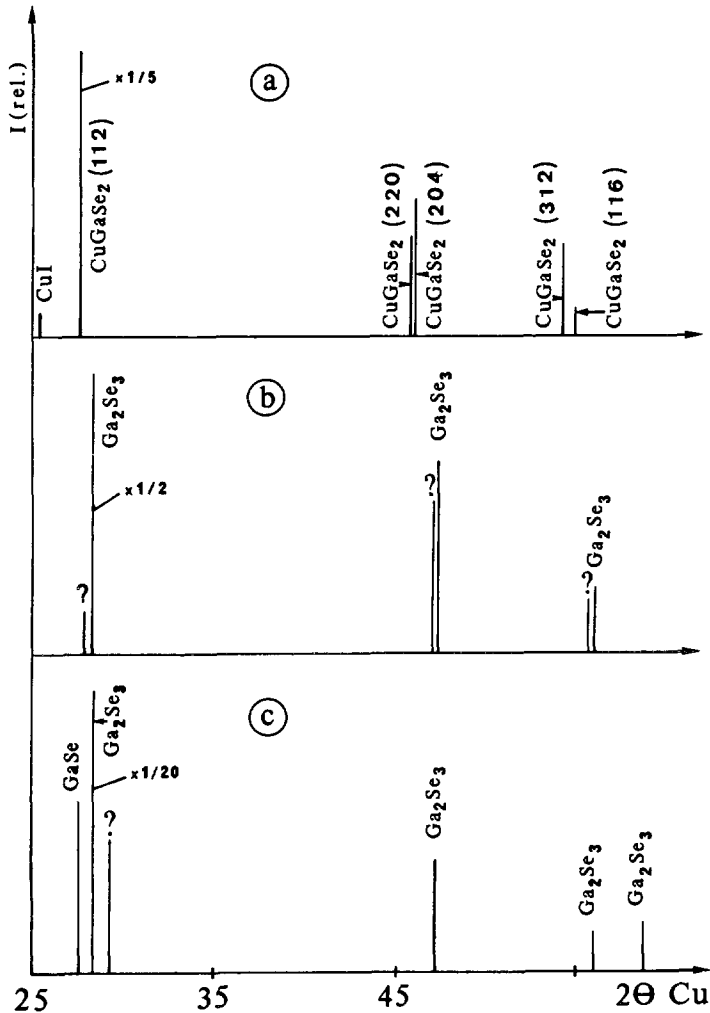 I (rel.)
ⓐ
×1/5
CuI
CuGaSe₂ (112)
CuGaSe₂ (220)
CuGaSe₂ (204)
CuGaSe₂ (312)
CuGaSe₂ (116)
ⓑ
?
Ga₂Se₃
×1/2
?
Ga₂Se₃
?
Ga₂Se₃
ⓒ
GaSe
Ga₂Se₃
×1/20
?
Ga₂Se₃
Ga₂Se₃
Ga₂Se₃
25 35 45 2Θ Cu